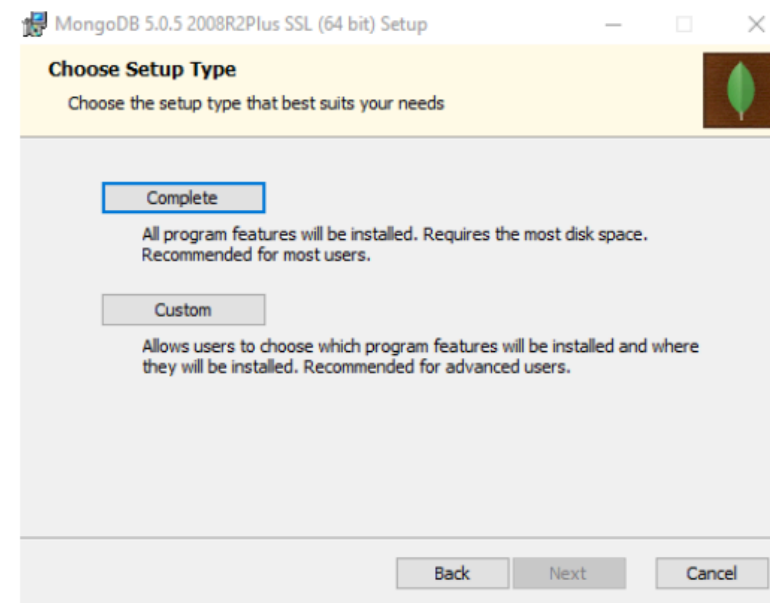 MongoDB 5.0.5 2008R2Plus SSL (64 bit) Setup
Choose Setup Type
Choose the setup type that best suits your needs
Complete
All program features will be installed. Requires the most disk space.
Recommended for most users.
Custom
Allows users to choose which program features will be installed and where
they will be installed. Recommended for advanced users.
Back Next Cancel